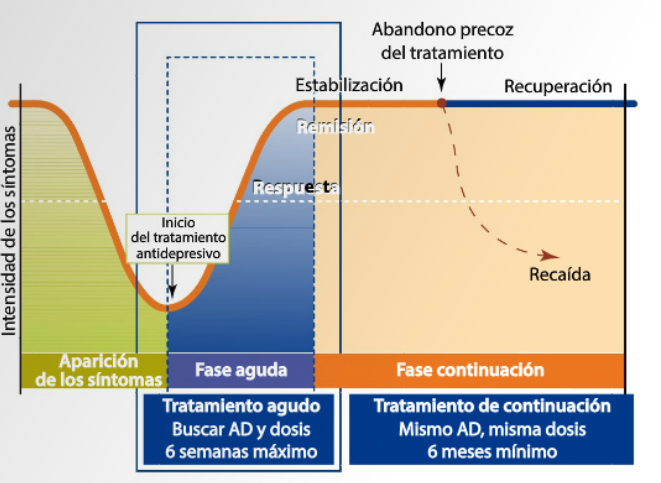 Abandono precoz
del tratamiento
Estabilización
Recuperación
Remisión
Respuesta
Intensidad de los síntomas
Inicio
del tratamiento
antidepresivo
Recaída
Aparición
de los síntomas
Fase aguda
Fase continuación
Tratamiento agudo
Buscar AD y dosis
6 semanas máximo
Tratamiento de continuación
Mismo AD, misma dosis
6 meses mínimo